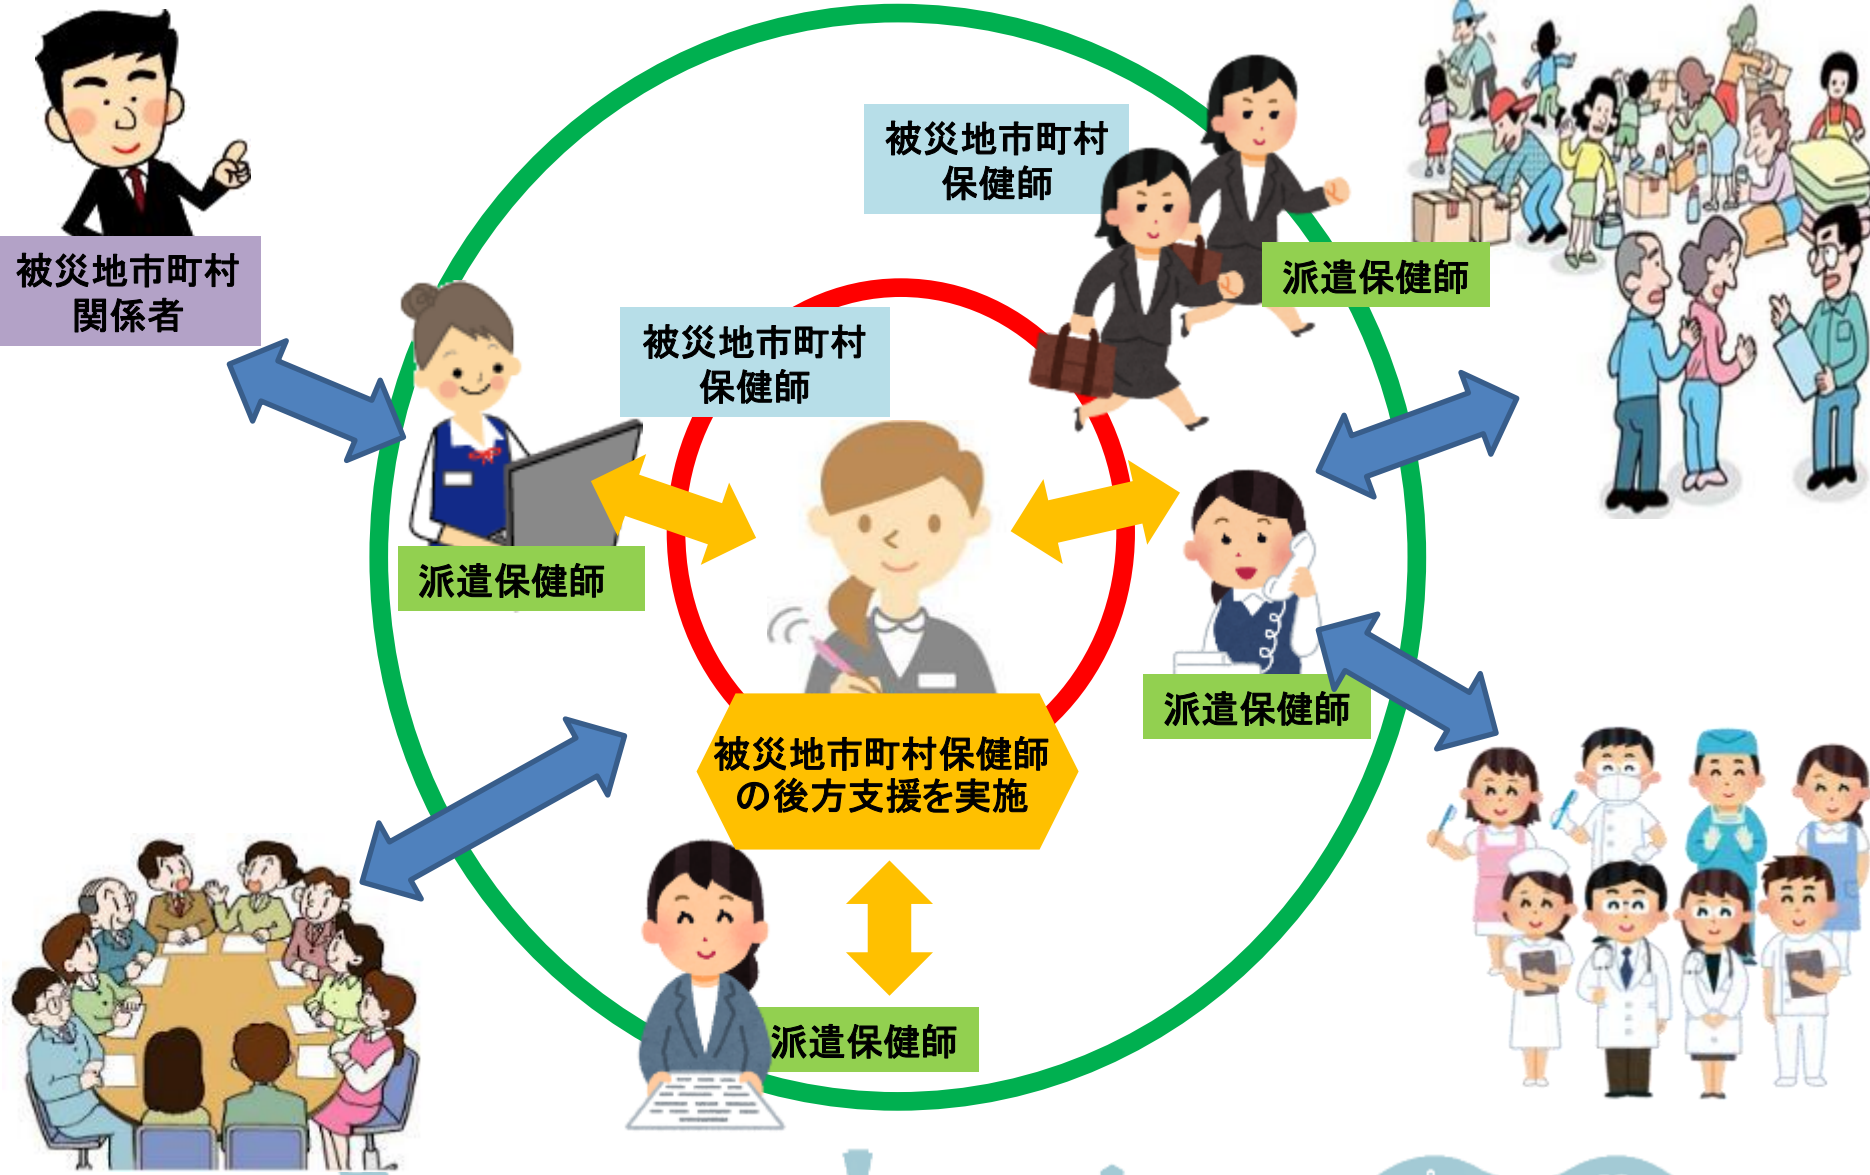 被災地市町村
保健師
被災地市町村
関係者
派遣保健師
被災地市町村
保健師
派遣保健師
派遣保健師
被災地市町村保健師
の後方支援を実施
派遣保健師